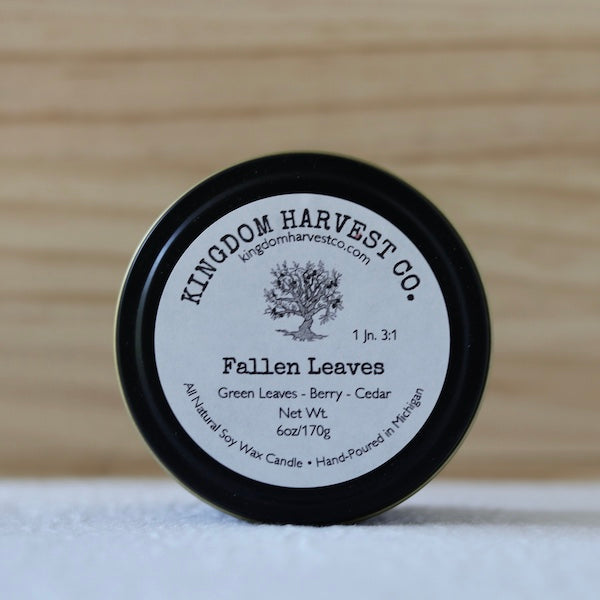 KINGDOM HARVEST CO.
kingdomharvestco.com
1 Jn. 3:1
Fallen Leaves
Green Leaves - Berry - Cedar
Net Wt.
6oz/170g
All Natural Soy Wax Candle • Hand-Poured in Michigan